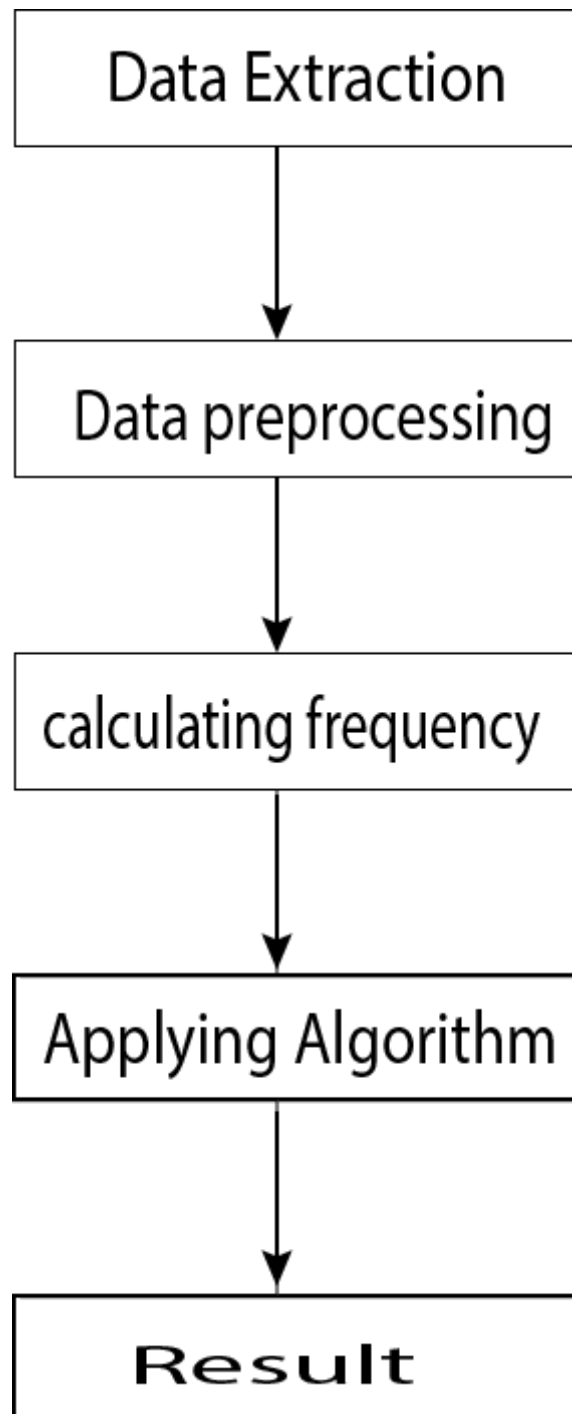 Data Extraction
Data preprocessing
calculating frequency
Applying Algorithm
Result